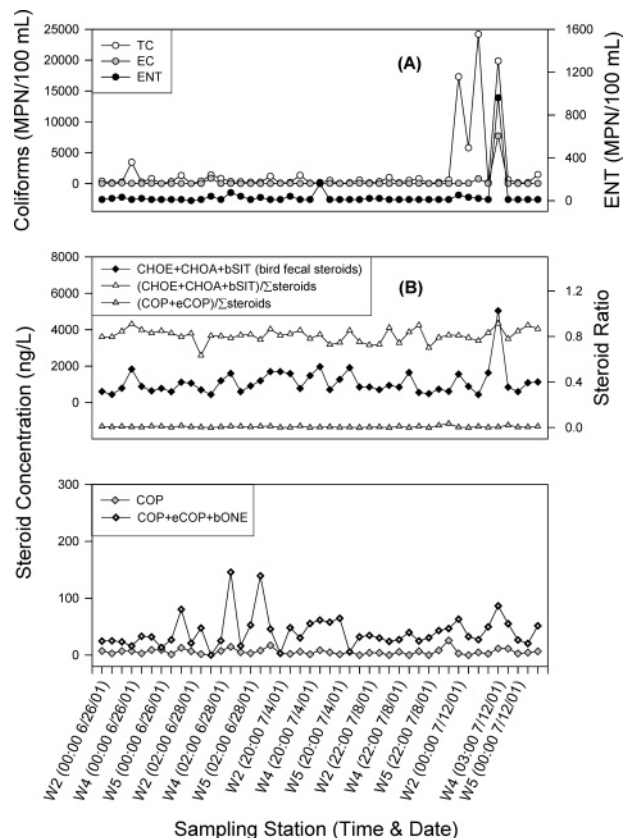 25000
20000
15000
10000
5000
0
Coliforms (MPN/100 mL)
TC
EC
ENT
(A)
1600
1200
800
400
0
ENT (MPN/100 mL)
8000
6000
4000
2000
0
CHOE+CHOA+bSIT (bird fecal steroids)
(CHOE+CHOA+bSIT)/Σsteroids
(COP+eCOP)/Σsteroids
(B)
1.2
0.8
0.4
0.0
Steroid Ratio
Steroid Concentration (ng/L)
300
200
100
0
COP
COP+eCOP+bONE
W2 (00:00 6/26/01)
W4 (00:00 6/26/01)
W5 (00:00 6/26/01)
W2 (02:00 6/28/01)
W4 (02:00 6/28/01)
W5 (02:00 6/28/01)
W2 (20:00 7/4/01)
W4 (20:00 7/4/01)
W5 (20:00 7/4/01)
W2 (22:00 7/8/01)
W4 (22:00 7/8/01)
W5 (22:00 7/8/01)
W2 (00:00 7/12/01)
W4 (03:00 7/12/01)
W5 (00:00 7/12/01)
Sampling Station (Time & Date)